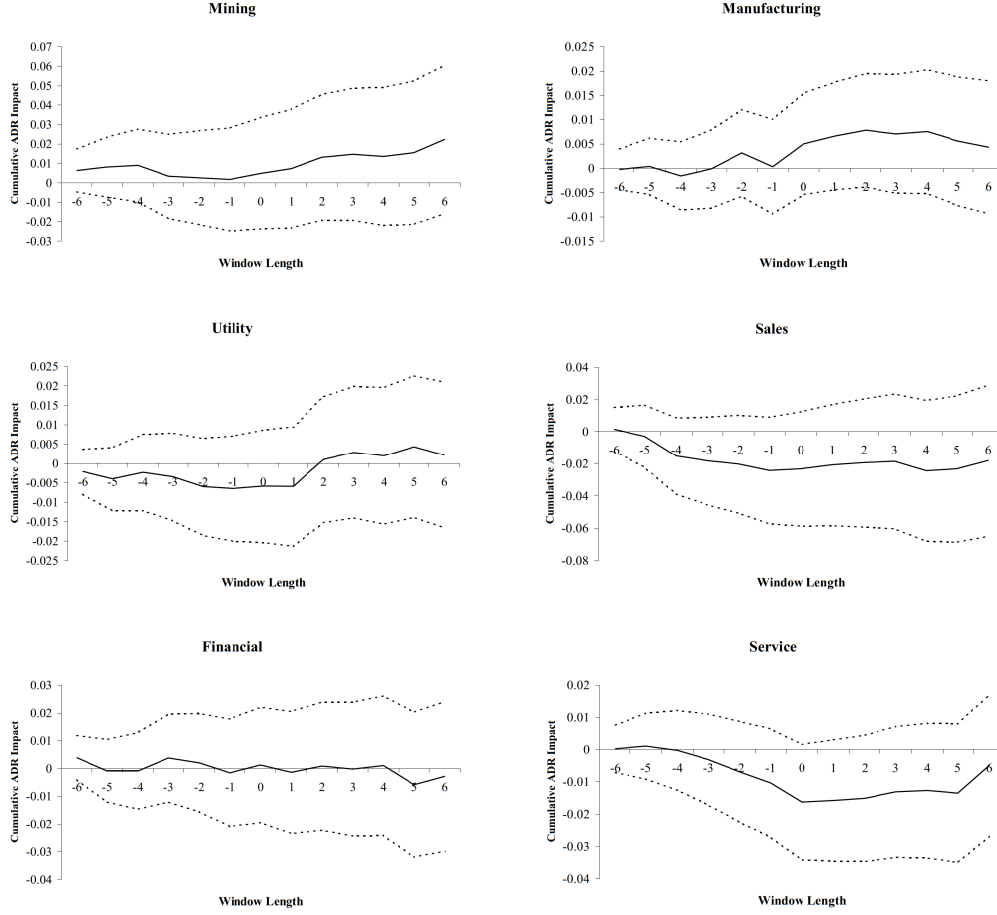 Mining
Cumulative ADR Impact
0.07
0.06
0.05
0.04
0.03
0.02
0.01
0
-0.01
-0.02
-0.03
-6 -5 -4 -3 -2 -1 0 1 2 3 4 5 6
Window Length
Manufacturing
Cumulative ADR Impact
0.025
0.02
0.015
0.01
0.005
0
-0.005
-0.01
-0.015
-6 -5 -4 -3 -2 -1 0 1 2 3 4 5 6
Window Length
Utility
Cumulative ADR Impact
0.025
0.02
0.015
0.01
0.005
0
-0.005
-0.01
-0.015
-0.02
-0.025
-6 -5 -4 -3 -2 -1 0 1 2 3 4 5 6
Window Length
Sales
Cumulative ADR Impact
0.04
0.02
0
-0.02
-0.04
-0.06
-0.08
-6 -5 -4 -3 -2 -1 0 1 2 3 4 5 6
Window Length
Financial
Cumulative ADR Impact
0.03
0.02
0.01
0
-0.01
-0.02
-0.03
-0.04
-6 -5 -4 -3 -2 -1 0 1 2 3 4 5 6
Window Length
Service
Cumulative ADR Impact
0.02
0.01
0
-0.01
-0.02
-0.03
-0.04
-6 -5 -4 -3 -2 -1 0 1 2 3 4 5 6
Window Length